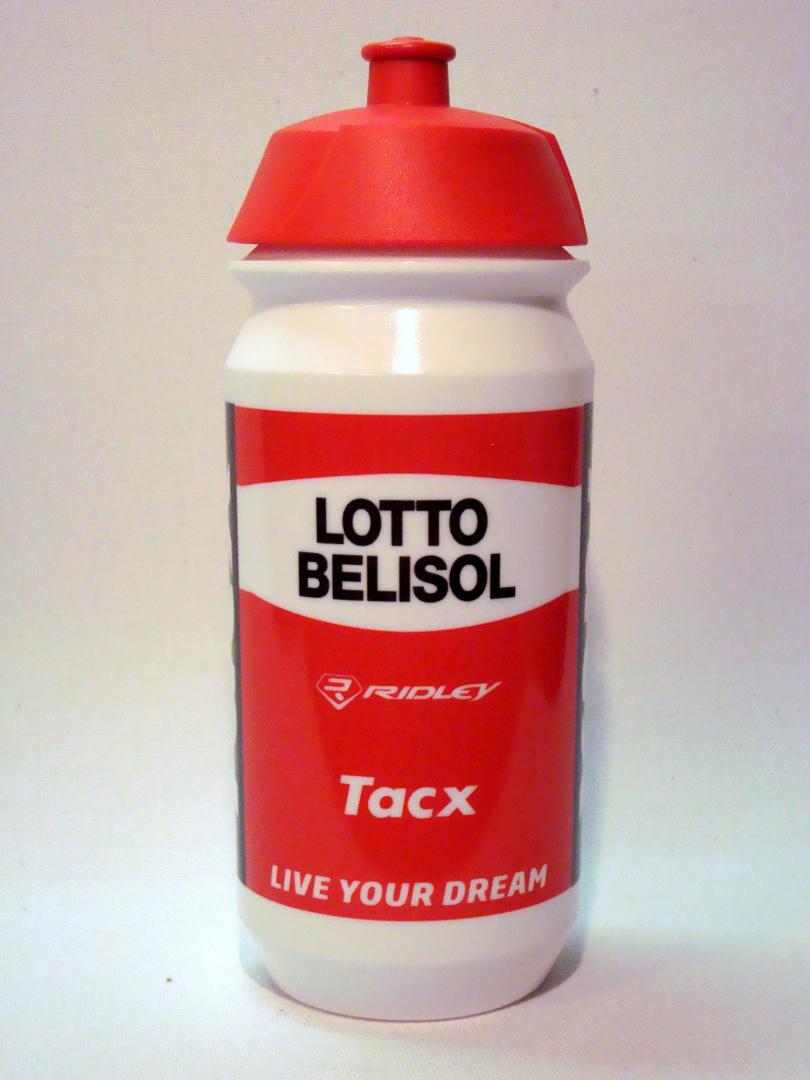 LOTTO
BELISOL
RIDLEY
Tacx
LIVE YOUR DREAM